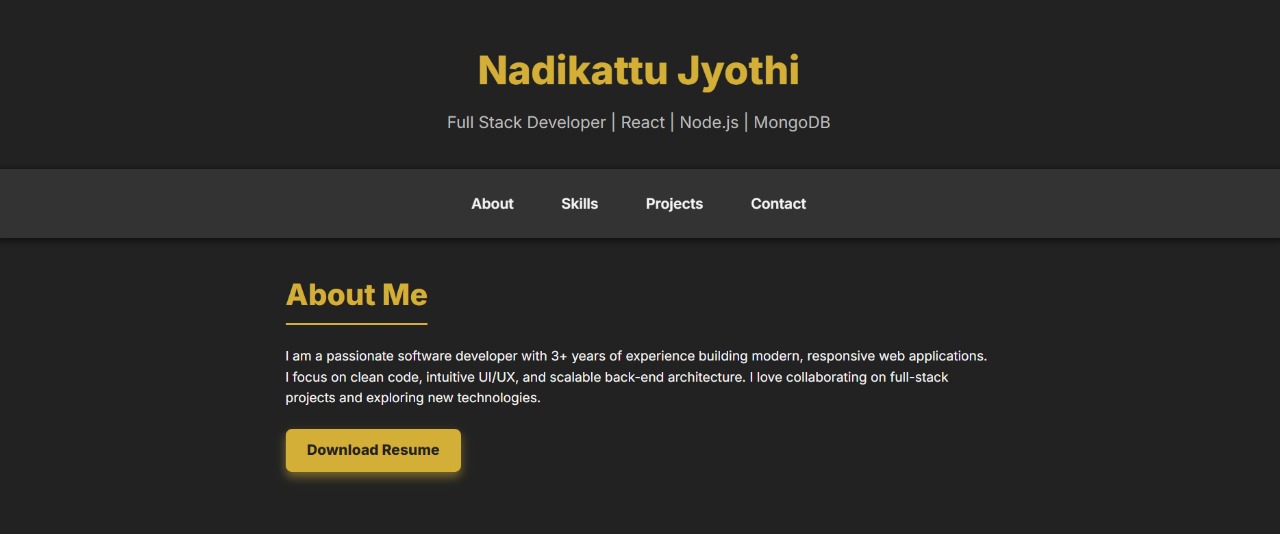 Nadikattu Jyothi
Full Stack Developer | React | Node.js | MongoDB
About Skills Projects Contact
About Me
I am a passionate software developer with 3+ years of experience building modern, responsive web applications.
I focus on clean code, intuitive UI/UX, and scalable back-end architecture. I love collaborating on full-stack
projects and exploring new technologies.
Download Resume